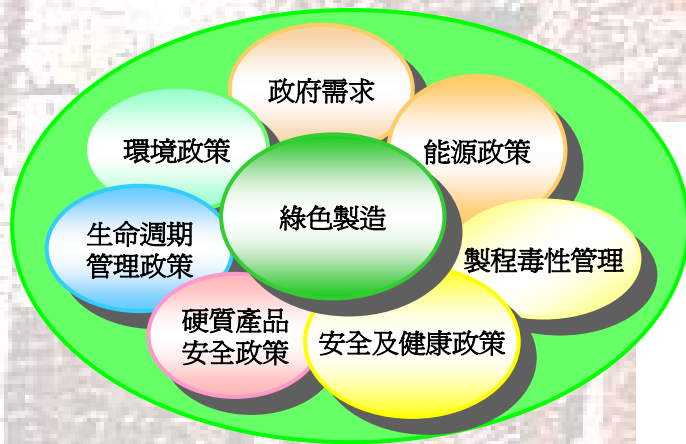 政府需求
環境政策
能源政策
綠色製造
生命週期
管理政策
製程毒性管理
硬質產品
安全政策
安全及健康政策